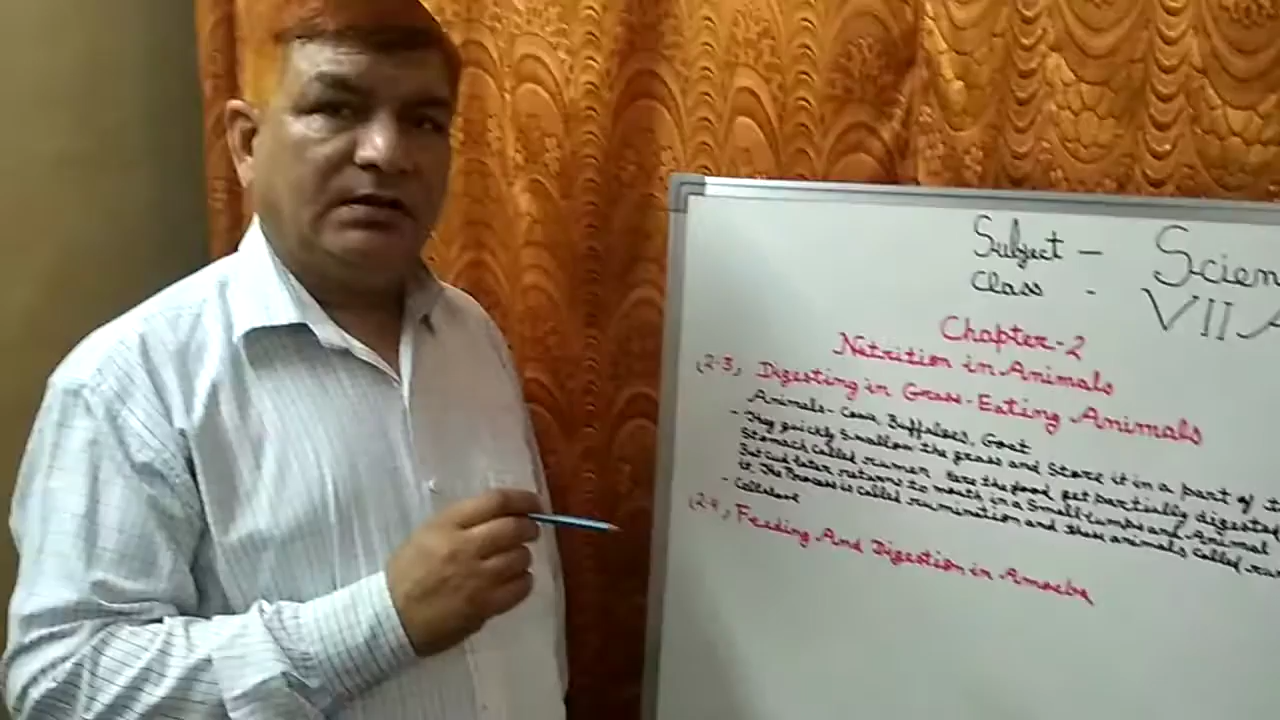 Subject - Scien
Class - VII A
Chapter-2
Nutrition in Animals
(2.3) Digesting in Grass-Eating Animals
Animals- Cow, Buffaloes, Goat
- They quickly Swallow the grass and store it in a part of
Stomach called rumen. Here the food get partially digested
But Cud later returns to mouth in a Small Lumbs and Animal
it. The Process is called rumination and these animals called
- Cellulose
(2.4) Feeding And Digestion in Amoeba